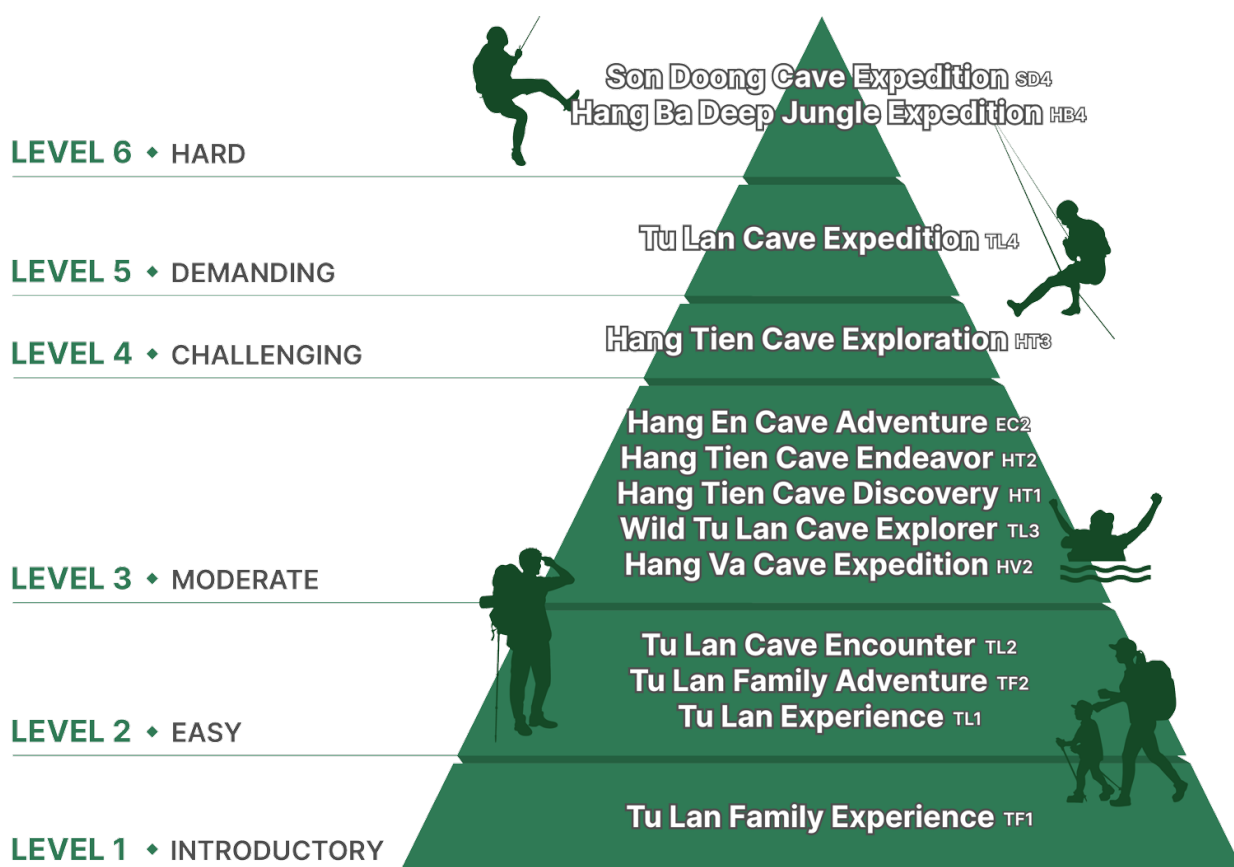 Son Doong Cave Expedition SD4
Hang Ba Deep Jungle Expedition HB4
LEVEL 6 ◆ HARD
Tu Lan Cave Expedition TL4
LEVEL 5 ◆ DEMANDING
Hang Tien Cave Exploration HT3
LEVEL 4 ◆ CHALLENGING
Hang En Cave Adventure EC2
Hang Tien Cave Endeavor HT2
Hang Tien Cave Discovery HT1
Wild Tu Lan Cave Explorer TL3
Hang Va Cave Expedition HV2
LEVEL 3 ◆ MODERATE
Tu Lan Cave Encounter TL2
Tu Lan Family Adventure TF2
Tu Lan Experience TL1
LEVEL 2 ◆ EASY
Tu Lan Family Experience TF1
LEVEL 1 ◆ INTRODUCTORY